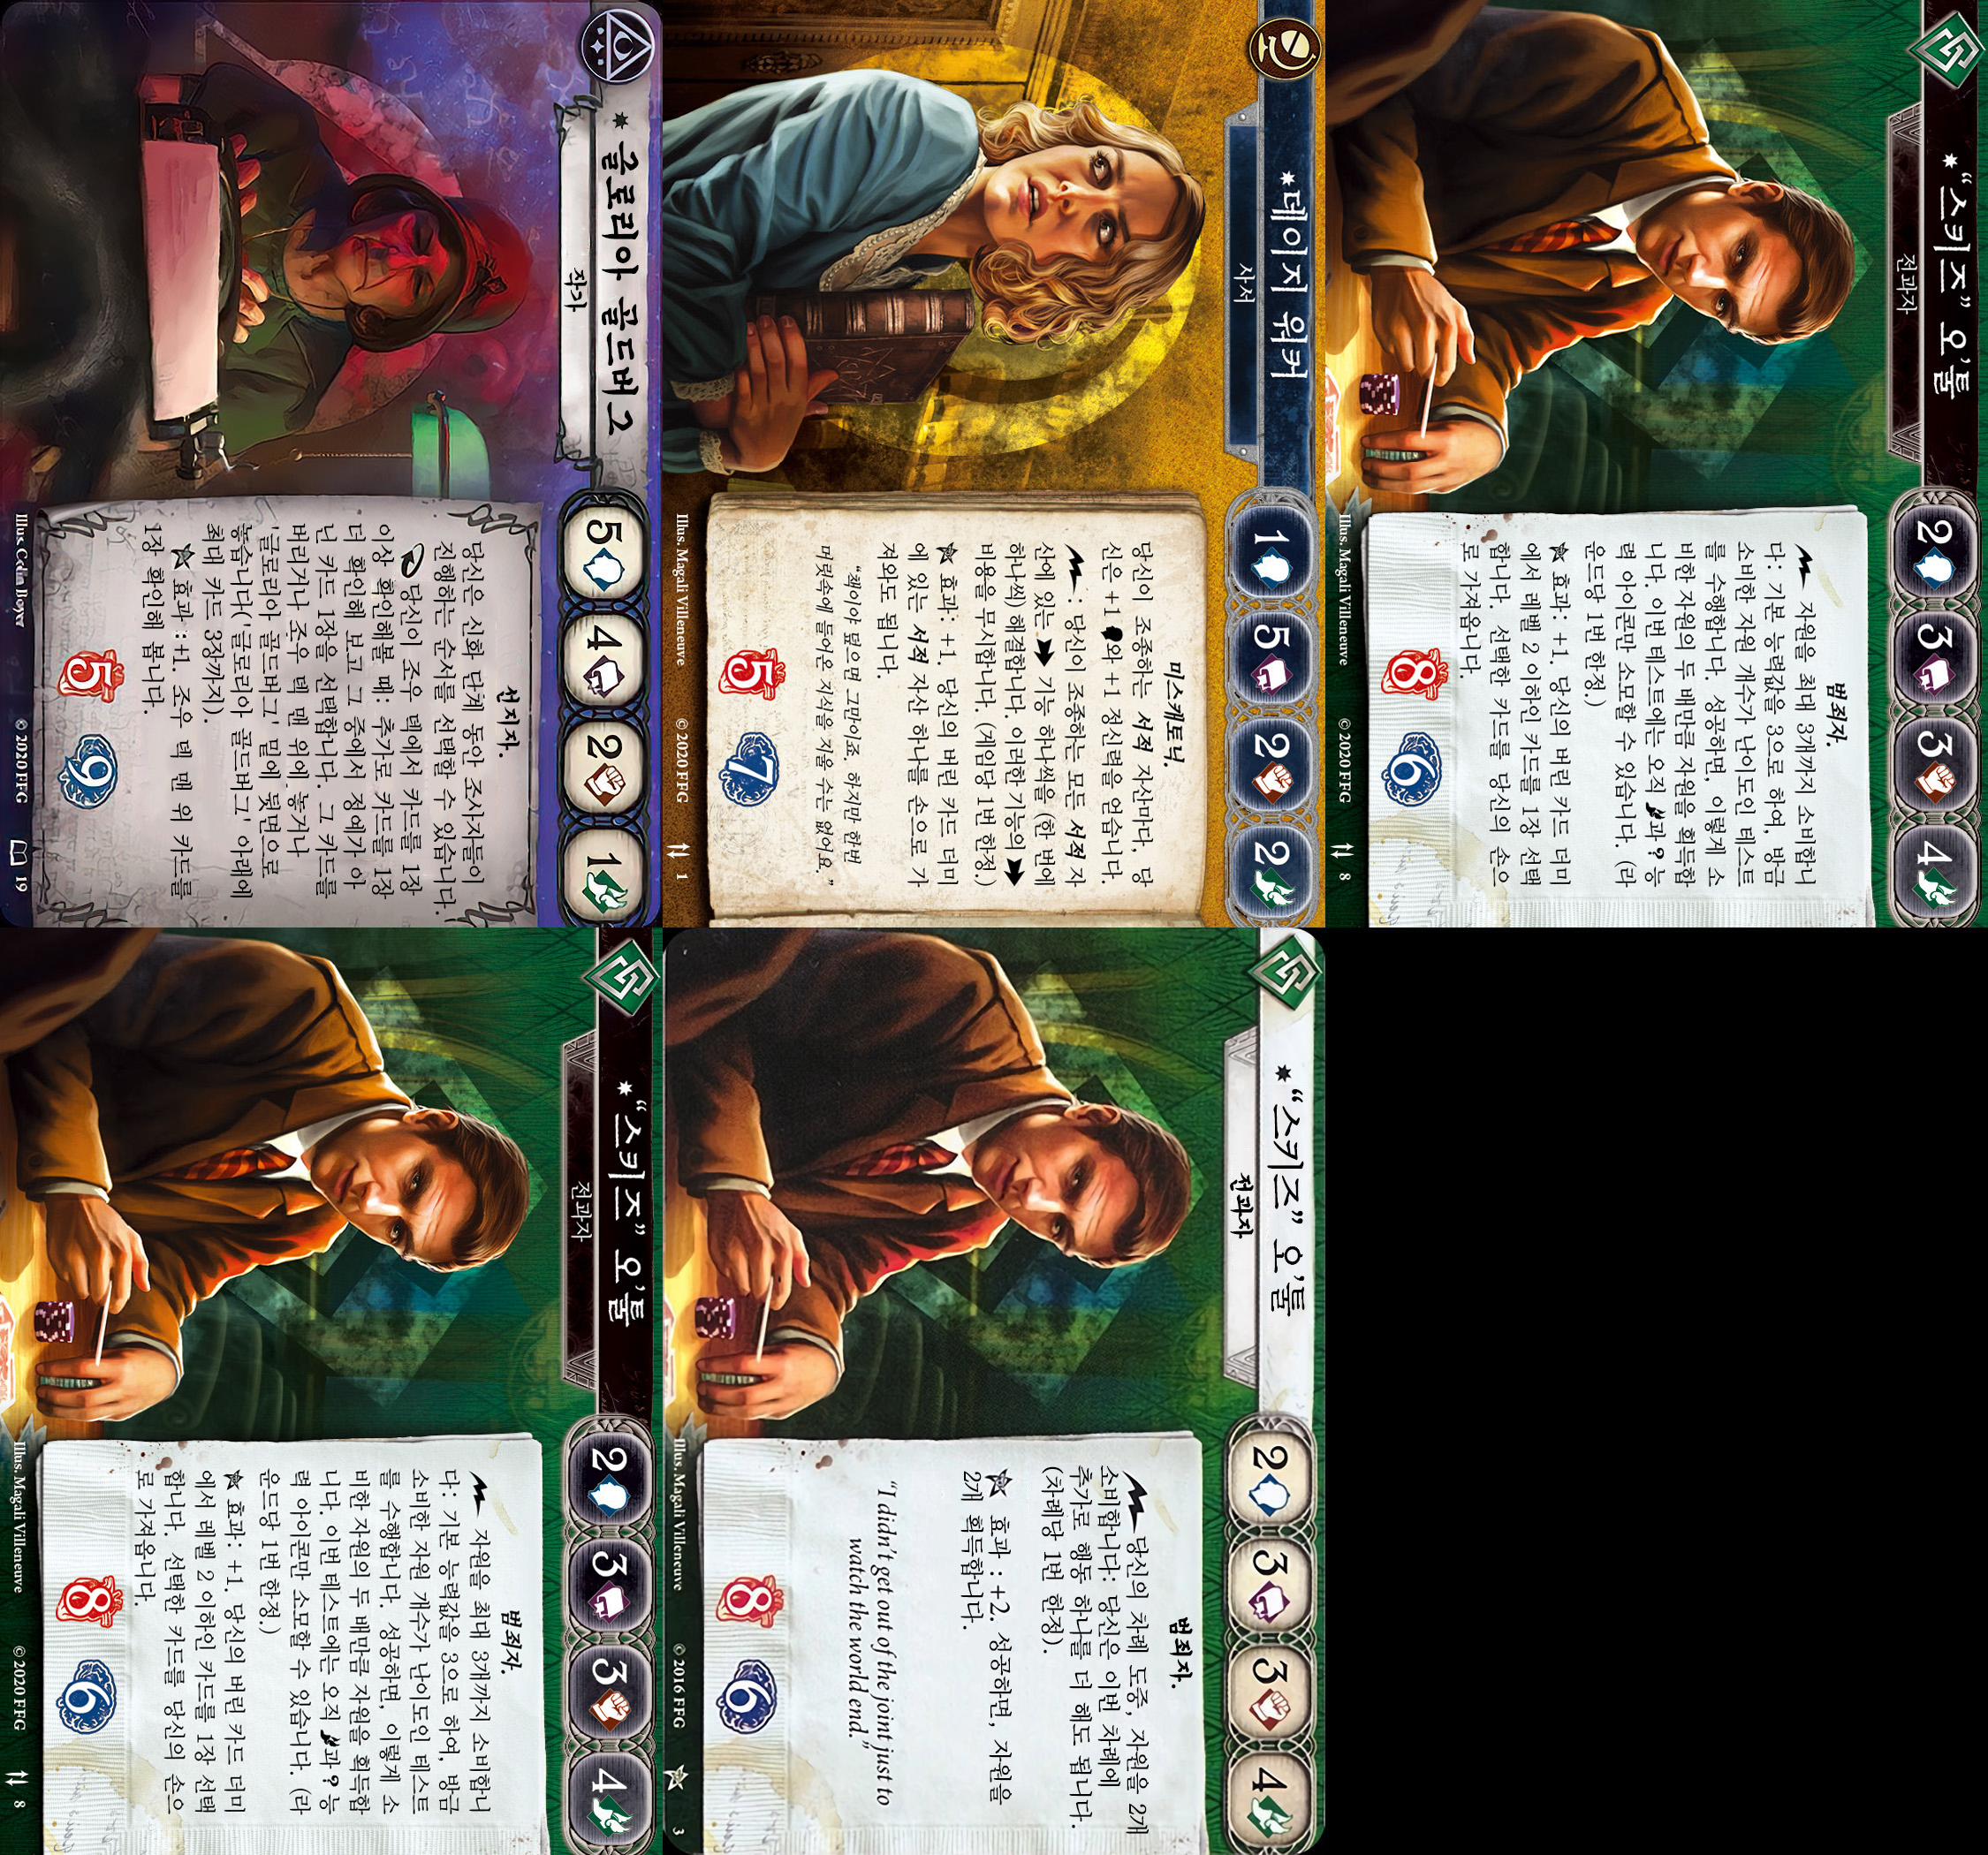 글로리아 골드버그
작가
5 4 2 1
선지자.
당신은 신화 단계 동안 조사자들이
진행하는 순서를 선택할 수 있습니다.
당신이 조우 덱에서 카드를 1장
이상 확인해볼 때: 추가로 카드를 1장
더 확인해 보고 그 중에서 정예가 아
닌 카드 1장을 선택합니다. 그 카드를
버리거나, 조우 덱 맨 위에 놓거나
'글로리아 골드버그' 밑에 뒷면으로
놓습니다('글로리아 골드버그' 아래에
최대 카드 3장까지).
효과 : +1. 조우 덱 맨 위 카드를
1장 확인해 봅니다.
5 9
© 2020 FFG
19
데이지 워커
사서
1 5 2 2
미스캐토닉.
당신이 조종하는 서적 자산마다, 당
신은 +1 와 +1 정신력을 얻습니다.
: 당신이 조종하는 모든 서적 자
산에 있는 기능 하나씩을 (한 번에
하나씩) 해결합니다. 이러한 기능의
비용을 무시합니다. (게임당 1번 한정.)
효과: +1. 당신의 버린 카드 더미
에 있는 서적 자산 하나를 손으로 가
져와도 됩니다.
“책이야 덮으면 그만이죠. 하지만 한번
머릿속에 들어온 지식을 지울 수는 없어요.”
5 7
Illus. Magali Villeneuve
© 2020 FFG
1
“스키즈” 오'툴
전과자
2 3 3 4
범죄자.
자원을 최대 3개까지 소비합니
다: 기본 능력값을 3으로 하여, 방금
소비한 자원 개수가 난이도인 테스트
를 수행합니다. 성공하면, 이렇게 소
비한 자원의 두 배만큼 자원을 획득합
니다. 이번 테스트에는 오직 과 ? 능
력 아이콘만 소모할 수 있습니다. (라
운드당 1번 한정.)
효과: +1. 당신의 버린 카드 더미
에서 레벨 2 이하인 카드를 1장 선택
합니다. 선택한 카드를 당신의 손으
로 가져옵니다.
8 6
Illus. Magali Villeneuve
© 2020 FFG
8
“스키즈” 오'툴
전과자
2 3 3 4
범죄자.
자원을 최대 3개까지 소비합니
다: 기본 능력값을 3으로 하여, 방금
소비한 자원 개수가 난이도인 테스트
를 수행합니다. 성공하면, 이렇게 소
비한 자원의 두 배만큼 자원을 획득합
니다. 이번 테스트에는 오직 과 ? 능
력 아이콘만 소모할 수 있습니다. (라
운드당 1번 한정.)
효과: +1. 당신의 버린 카드 더미
에서 레벨 2 이하인 카드를 1장 선택
합니다. 선택한 카드를 당신의 손으
로 가져옵니다.
8 6
Illus. Magali Villeneuve
© 2020 FFG
8
“스키즈” 오'툴
전과자
2 3 3 4
범죄자.
당신의 차례 도중, 자원을 2개
소비합니다: 당신은 이번 차례에
추가로 행동 하나를 더 해도 됩니다.
(차례당 1번 한정).
효과 : +2. 성공하면, 자원을
2개 획득합니다.
“I didn't get out of the joint just to
watch the world end.”
8 6
Illus. Magali Villeneuve
© 2016 FFG
3